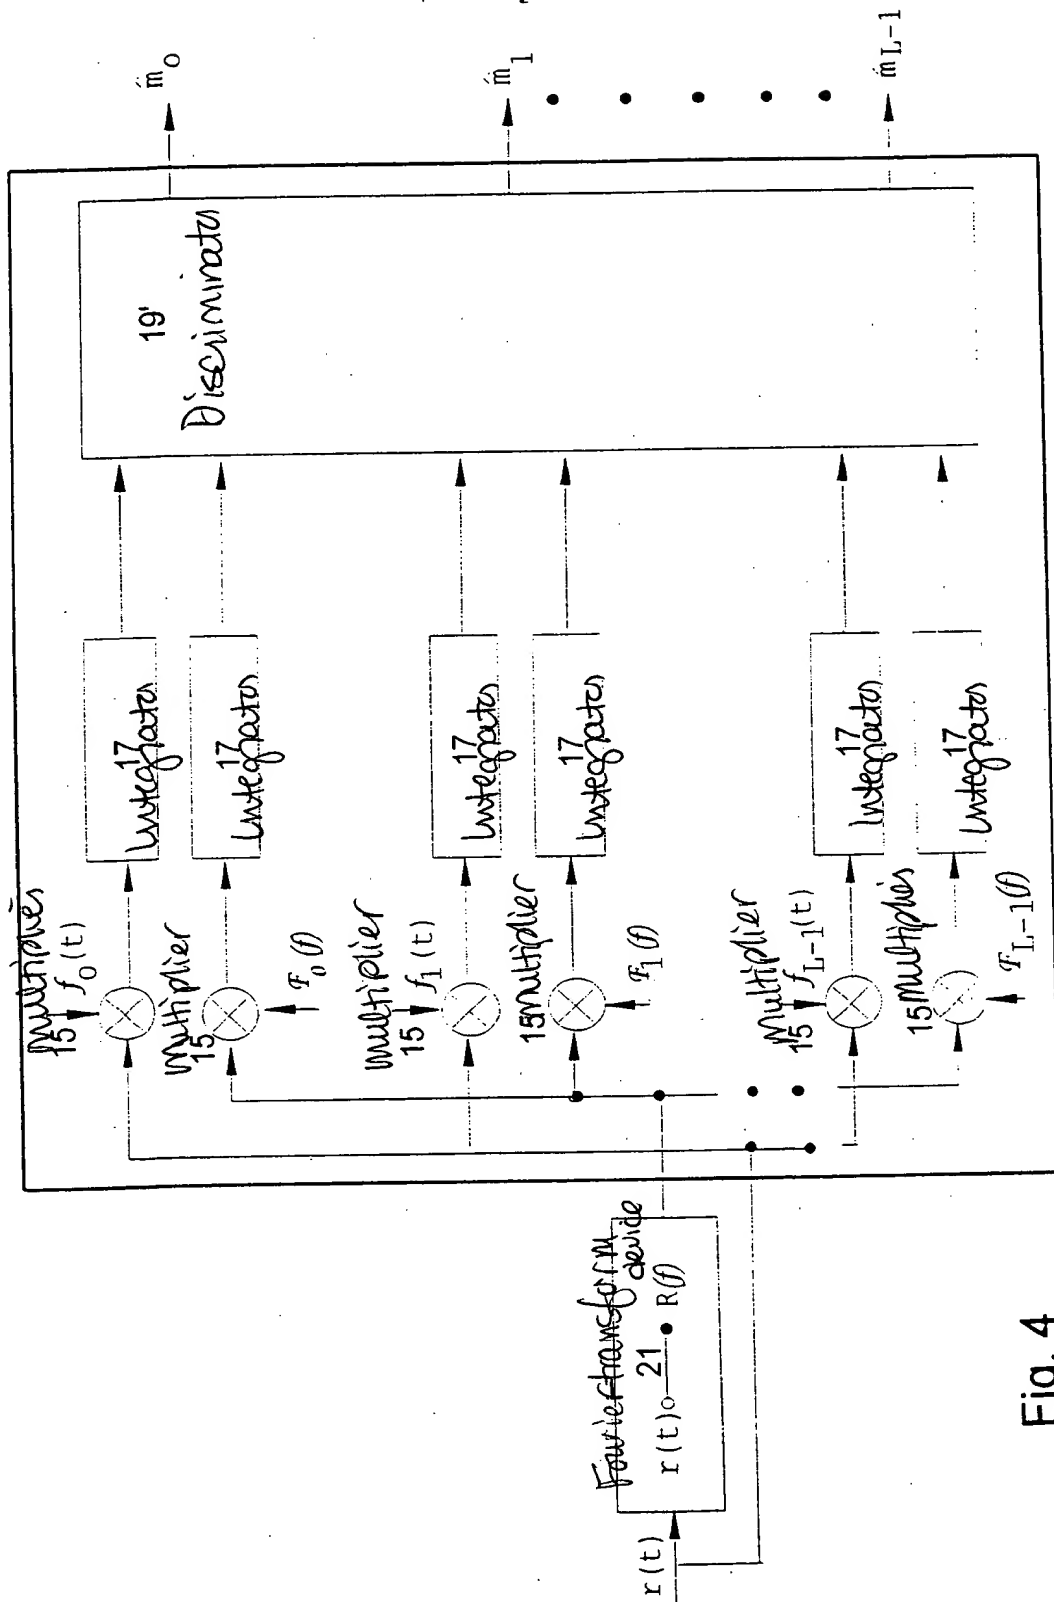 r(t)
Fouriertransform
device
21
r(t) R(f)
Multiplier
15
f0(t)
17
Integrator
Multiplier
15
F0(f)
17
Integrator
Multiplier
15
f1(t)
17
Integrator
Multiplier
15
F1(f)
17
Integrator
Multiplier
15
fL-1(t)
17
Integrator
Multiplier
15
FL-1(f)
17
Integrator
19'
Discriminator
m̂0
m̂1
m̂L-1
Fig. 4